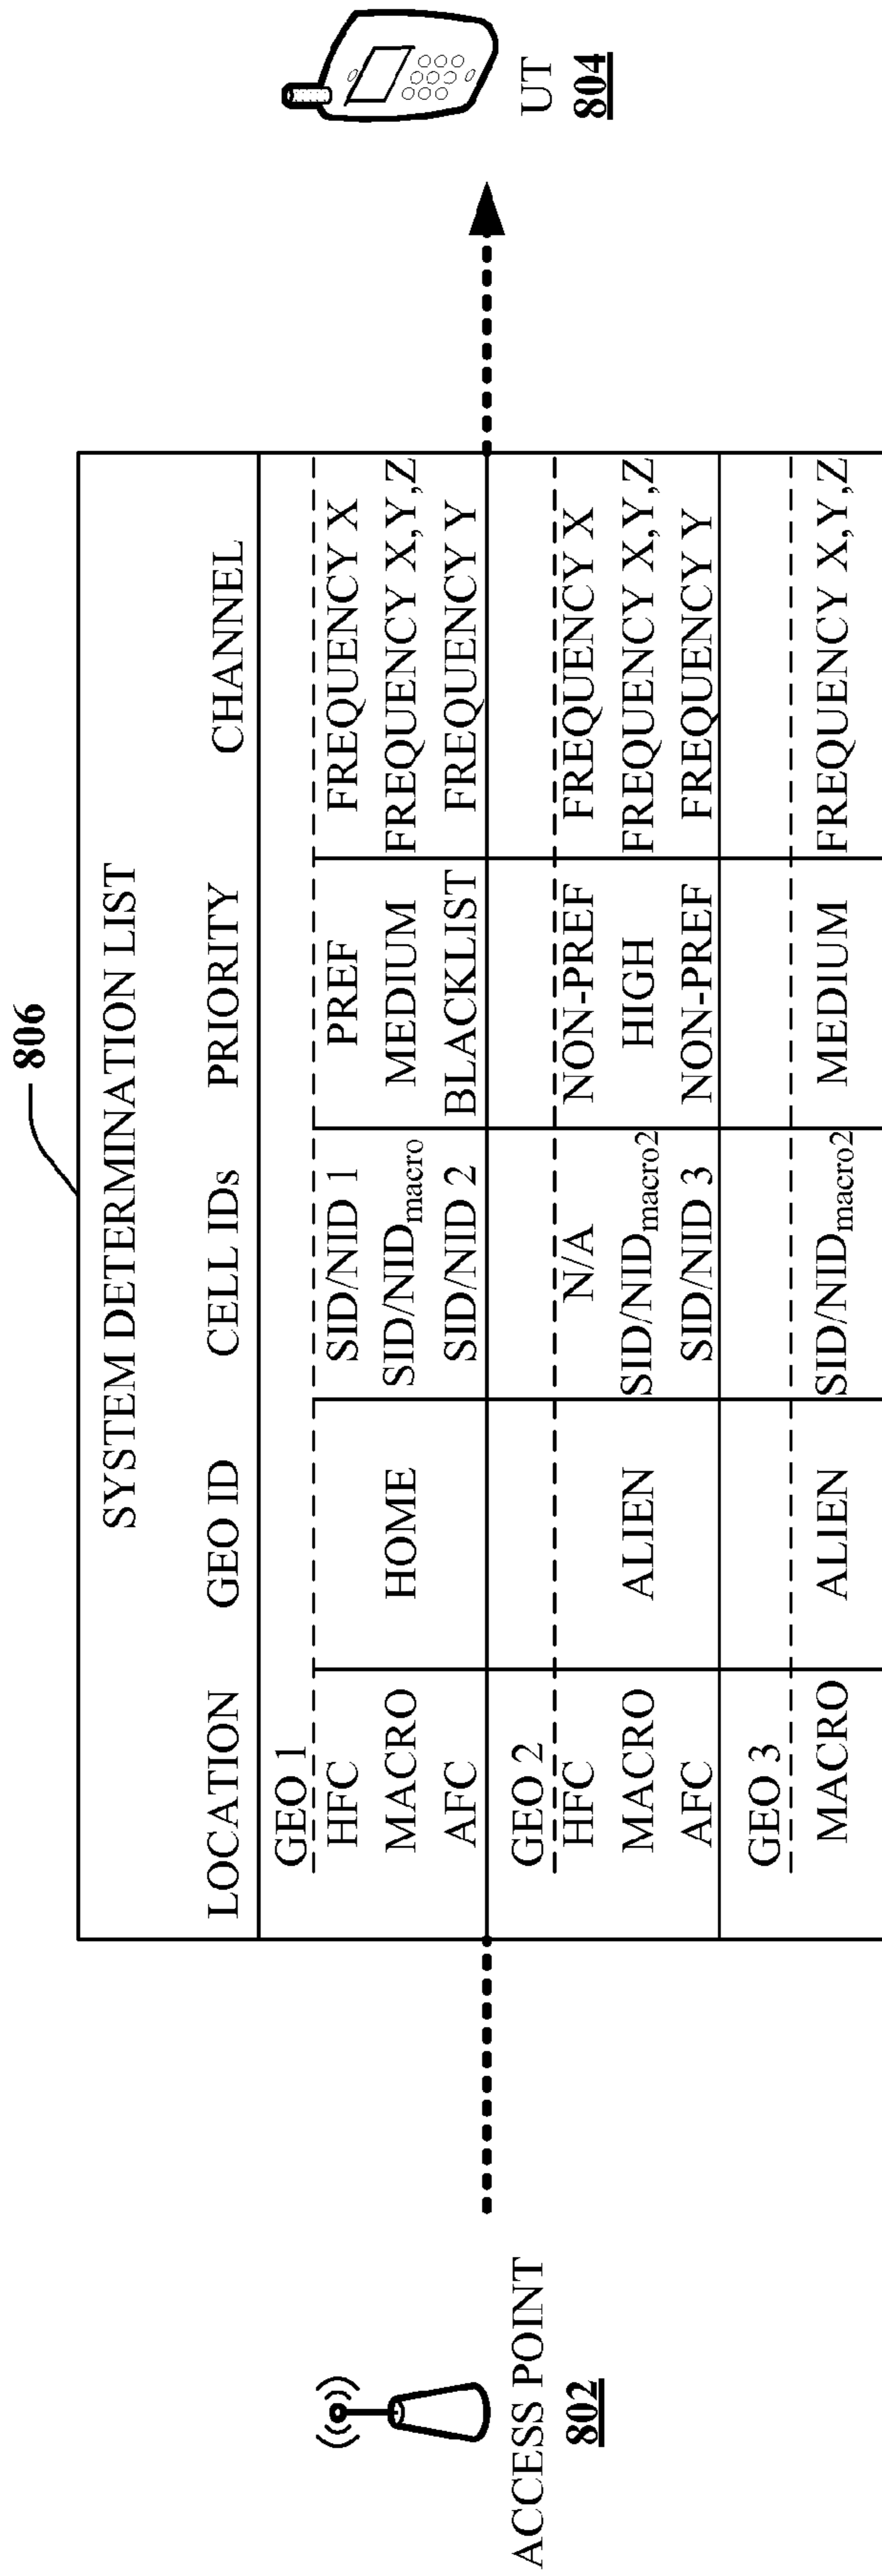 806
SYSTEM DETERMINATION LIST
LOCATION GEO ID CELL IDs PRIORITY CHANNEL
GEO 1
HFC SID/NID 1 PREF FREQUENCY X
MACRO HOME SID/NIDmacro MEDIUM FREQUENCY X,Y,Z
AFC SID/NID 2 BLACKLIST FREQUENCY Y
GEO 2
HFC N/A NON-PREF FREQUENCY X
MACRO ALIEN SID/NIDmacro2 HIGH FREQUENCY X,Y,Z
AFC SID/NID 3 NON-PREF FREQUENCY Y
GEO 3
MACRO ALIEN SID/NIDmacro2 MEDIUM FREQUENCY X,Y,Z
ACCESS POINT
802
UT
804